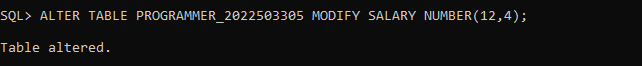 SQL> ALTER TABLE PROGRAMMER_2022503305 MODIFY SALARY NUMBER(12,4);
Table altered.